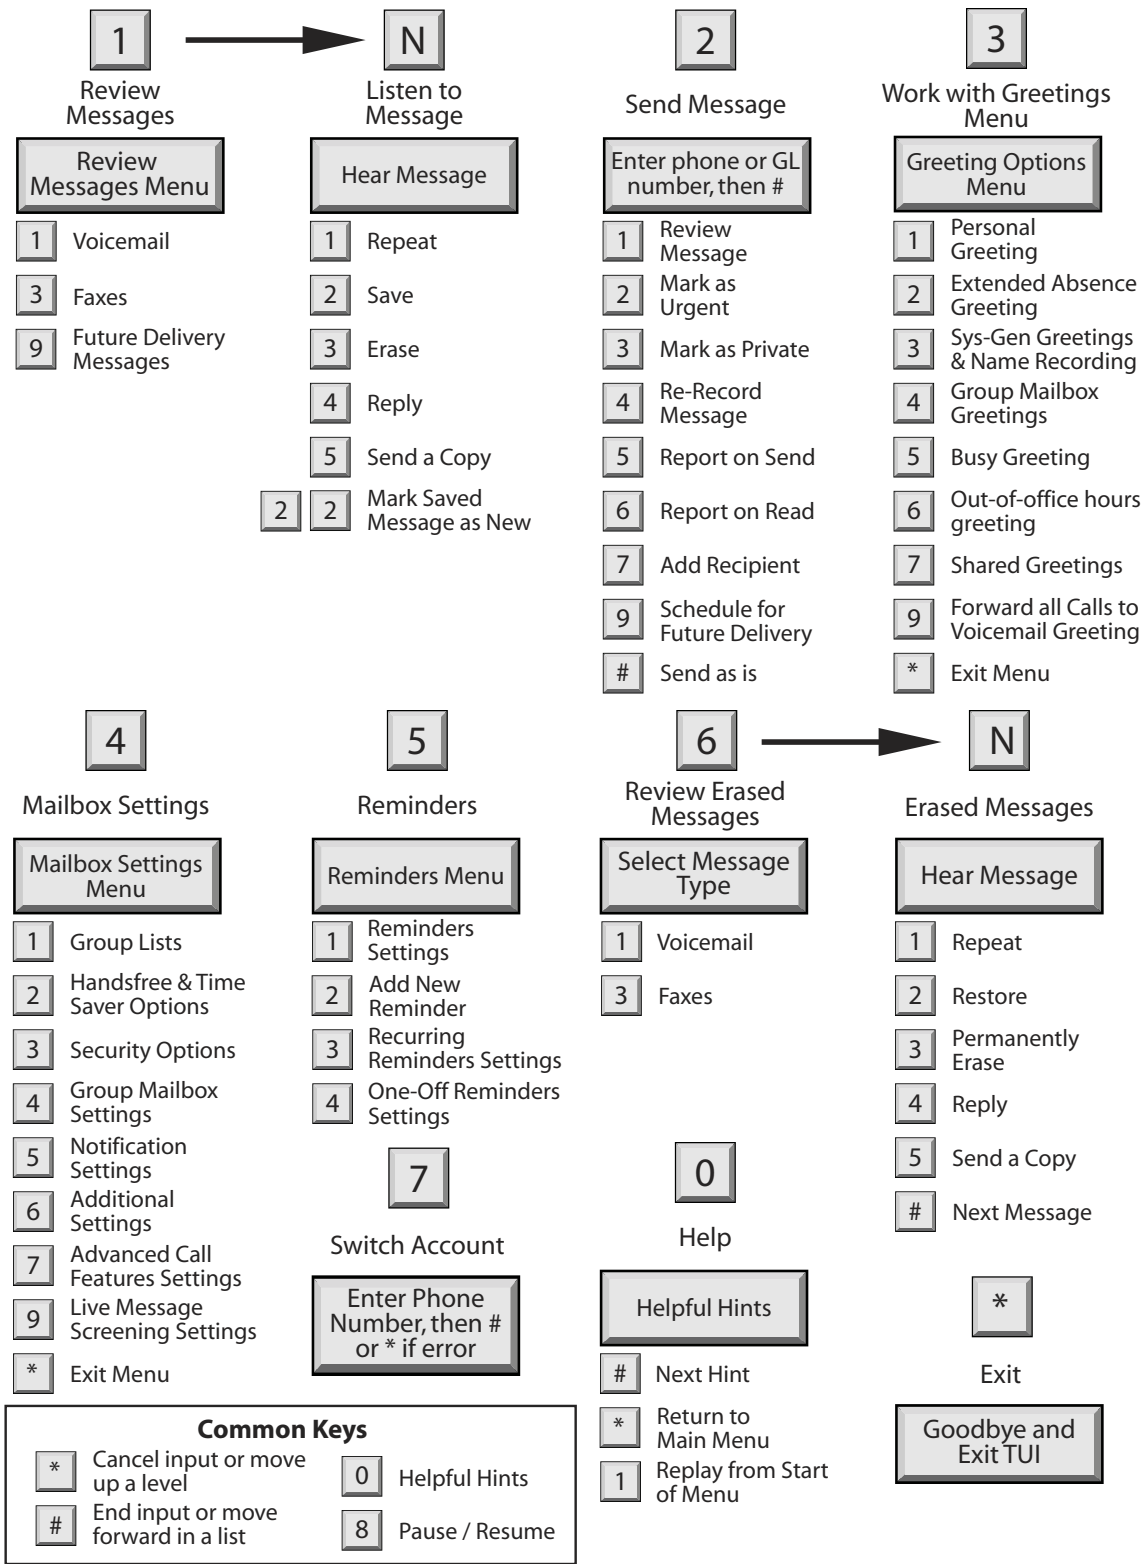 1
Review
Messages
Review
Messages Menu
1 Voicemail
3 Faxes
9 Future Delivery
Messages
N
Listen to
Message
Hear Message
1 Repeat
2 Save
3 Erase
4 Reply
5 Send a Copy
2 2 Mark Saved
Message as New
2
Send Message
Enter phone or GL
number, then #
1 Review
Message
2 Mark as
Urgent
3 Mark as Private
4 Re-Record
Message
5 Report on Send
6 Report on Read
7 Add Recipient
9 Schedule for
Future Delivery
# Send as is
3
Work with Greetings
Menu
Greeting Options
Menu
1 Personal
Greeting
2 Extended Absence
Greeting
3 Sys-Gen Greetings
& Name Recording
4 Group Mailbox
Greetings
5 Busy Greeting
6 Out-of-office hours
greeting
7 Shared Greetings
9 Forward all Calls to
Voicemail Greeting
* Exit Menu
4
Mailbox Settings
Mailbox Settings
Menu
1 Group Lists
2 Handsfree & Time
Saver Options
3 Security Options
4 Group Mailbox
Settings
5 Notification
Settings
6 Additional
Settings
7 Advanced Call
Features Settings
9 Live Message
Screening Settings
* Exit Menu
5
Reminders
Reminders Menu
1 Reminders
Settings
2 Add New
Reminder
3 Recurring
Reminders Settings
4 One-Off Reminders
Settings
7
Switch Account
Enter Phone
Number, then #
or * if error
6
Review Erased
Messages
Select Message
Type
1 Voicemail
3 Faxes
0
Help
Helpful Hints
# Next Hint
* Return to
Main Menu
1 Replay from Start
of Menu
N
Erased Messages
Hear Message
1 Repeat
2 Restore
3 Permanently
Erase
4 Reply
5 Send a Copy
# Next Message
*
Exit
Goodbye and
Exit TUI
Common Keys
* Cancel input or move
up a level
# End input or move
forward in a list
0 Helpful Hints
8 Pause / Resume